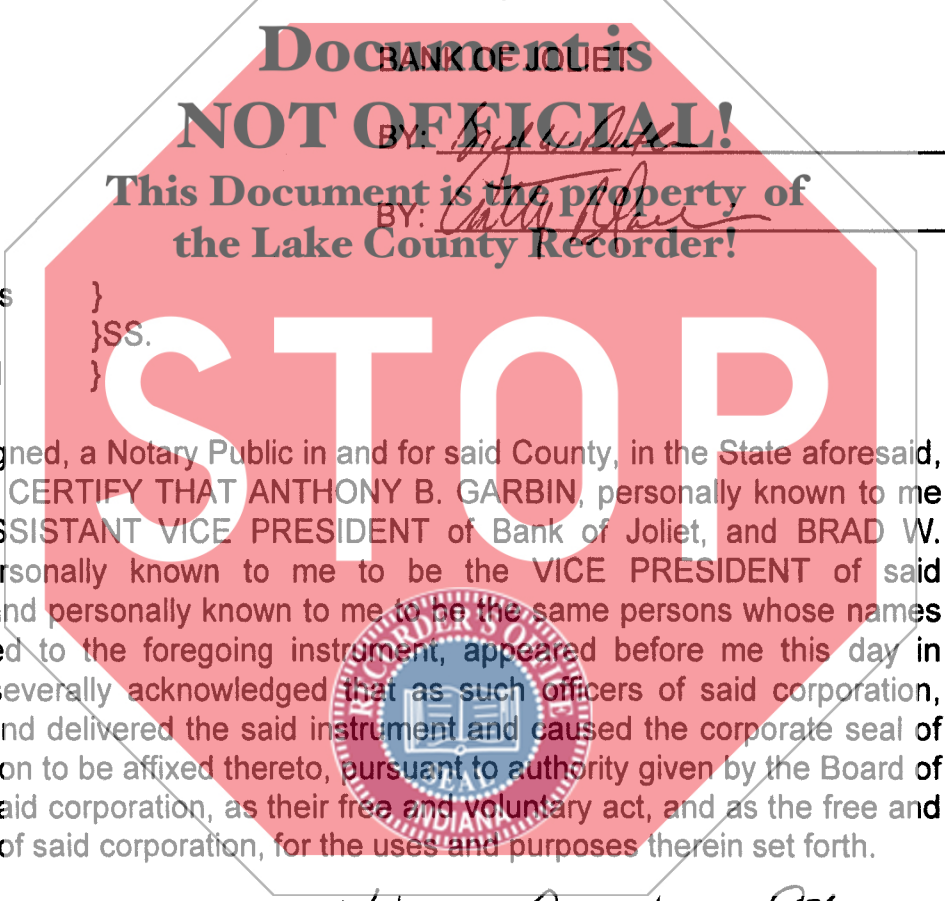 Document is
BANK OF JOLIET
NOT OFFICIAL!
BY:
This Document is the property of
BY:
the Lake County Recorder!
s }
}SS.
}
STOP
gned, a Notary Public in and for said County, in the State aforesaid,
CERTIFY THAT ANTHONY B. GARBIN, personally known to me
SSISTANT VICE PRESIDENT of Bank of Joliet, and BRAD W.
rsonally known to me to be the VICE PRESIDENT of said
nd personally known to me to be the same persons whose names
ed to the foregoing instrument, appeared before me this day in
severally acknowledged that as such officers of said corporation,
nd delivered the said instrument and caused the corporate seal of
on to be affixed thereto, pursuant to authority given by the Board of
aid corporation, as their free and voluntary act, and as the free and
of said corporation, for the uses and purposes therein set forth.
RECORDER'S OFFICE
SEAL
INDIANA